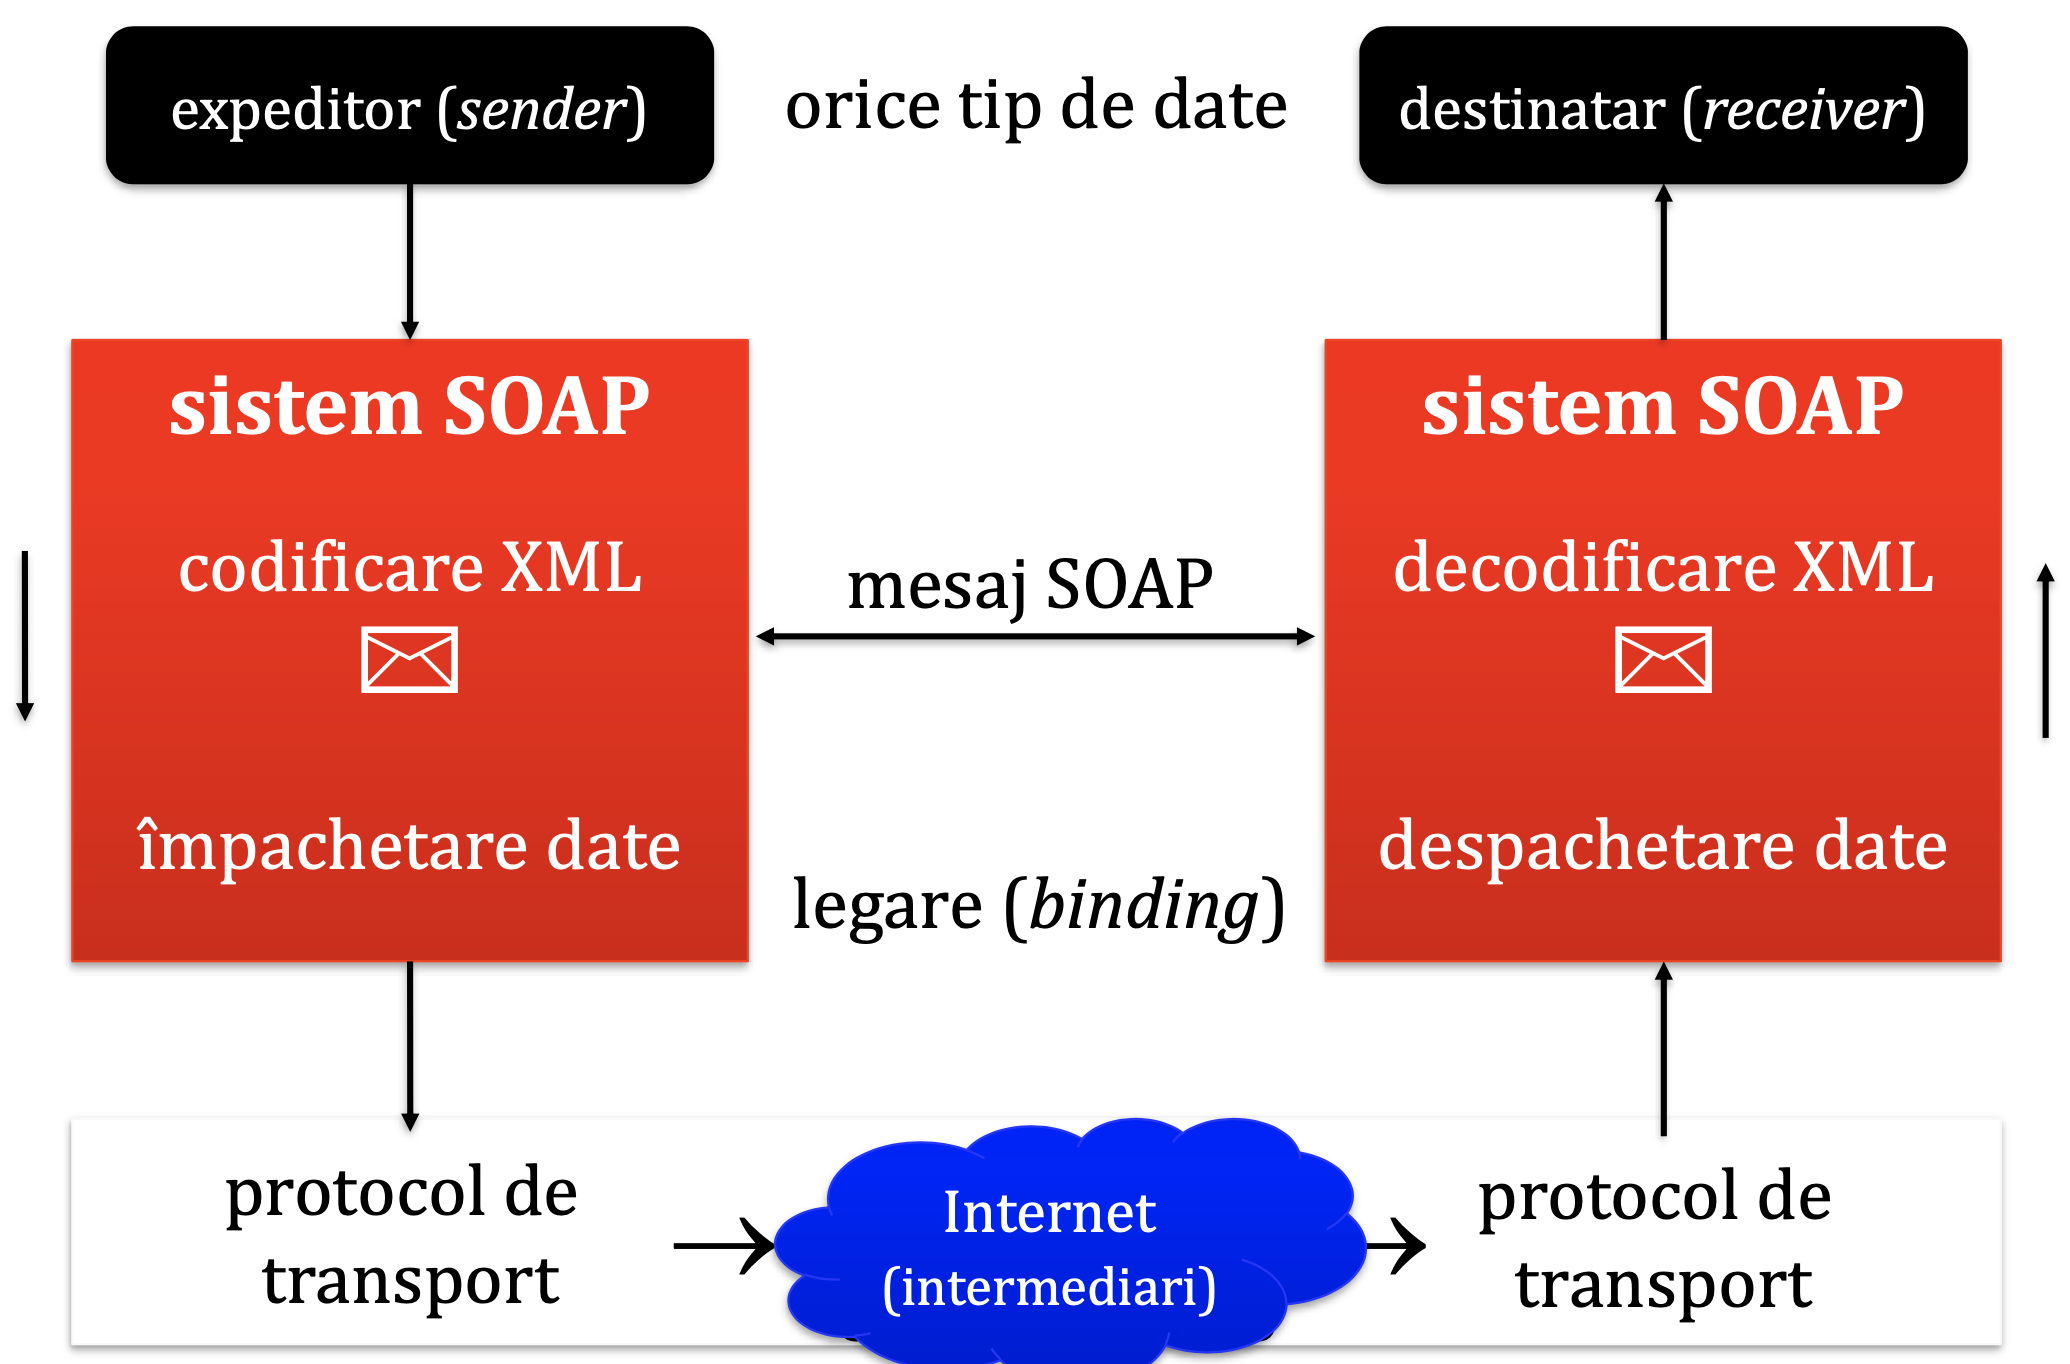 expeditor (sender)
orice tip de date
destinatar (receiver)
sistem SOAP
codificare XML
împachetare date
mesaj SOAP
legare (binding)
sistem SOAP
decodificare XML
despachetare date
protocol de
transport
Internet
(intermediari)
protocol de
transport